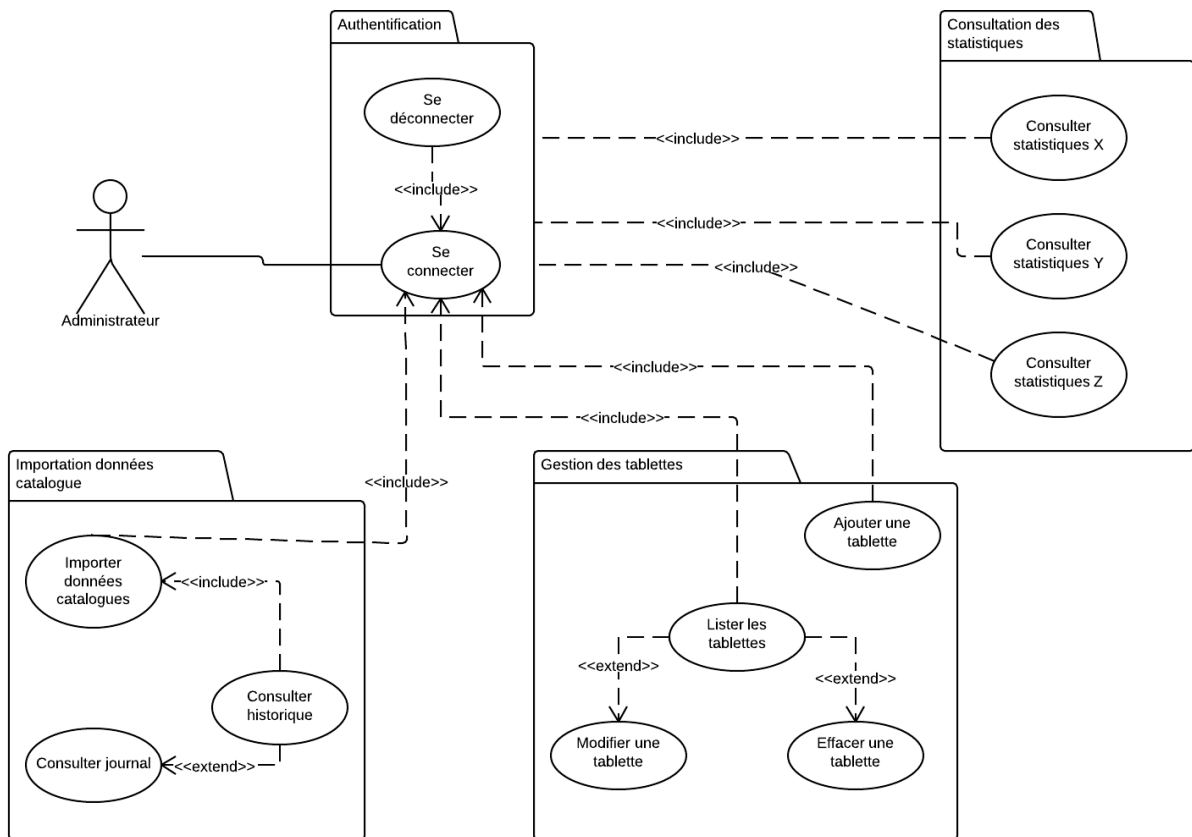 Authentification
Consultation des
statistiques
Se
déconnecter
Consulter
statistiques X
<<include>>
<<include>>
<<include>>
Consulter
statistiques Y
Se
connecter
<<include>>
Administrateur
Consulter
statistiques Z
<<include>>
<<include>>
Importation données
catalogue
Gestion des tablettes
<<include>>
Ajouter une
tablette
Importer
données
catalogues
<<include>>
Lister les
tablettes
<<extend>>
<<extend>>
Consulter
historique
Modifier une
tablette
Effacer une
tablette
Consulter journal
<<extend>>